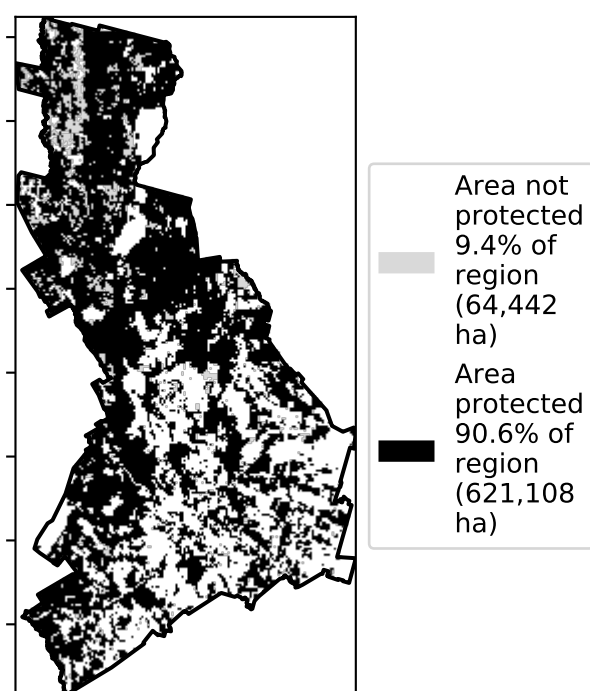 Area not
protected
9.4% of
region
(64,442
ha)
Area
protected
90.6% of
region
(621,108
ha)